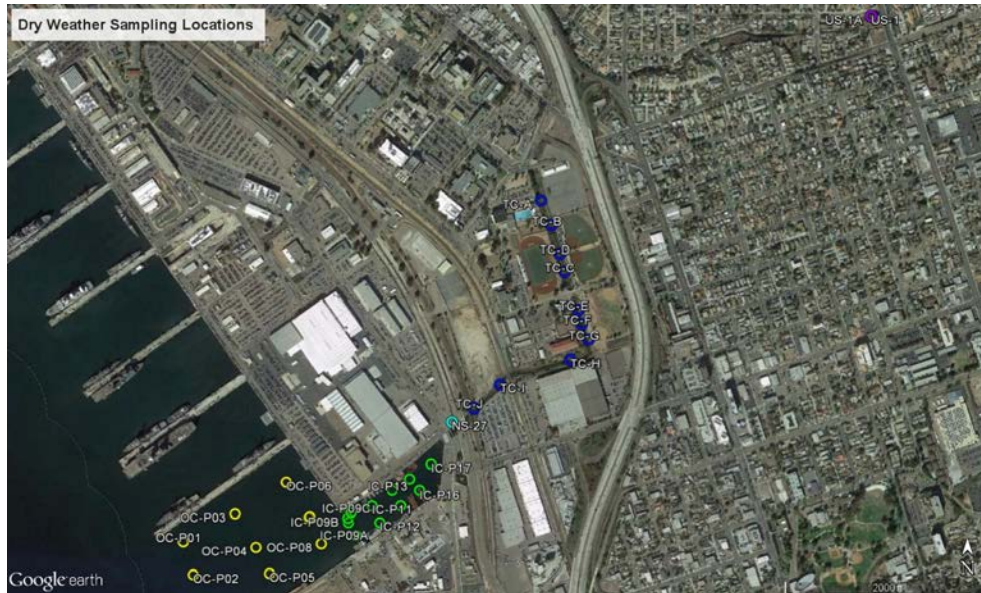 Dry Weather Sampling Locations
US-1A US-1
TC-A
TC-B
TC-D
TC-C
TC-E
TC-F
TC-G
TC-H
TC-I
TC-J
NS-27
IC-P17
IC-P13
OC-P06
IC-P16
IC-P09C
IC-P11
OC-P03
IC-P09B
IC-P12
IC-P09A
OC-P01
OC-P04
OC-P08
OC-P02
OC-P05
Google earth
N